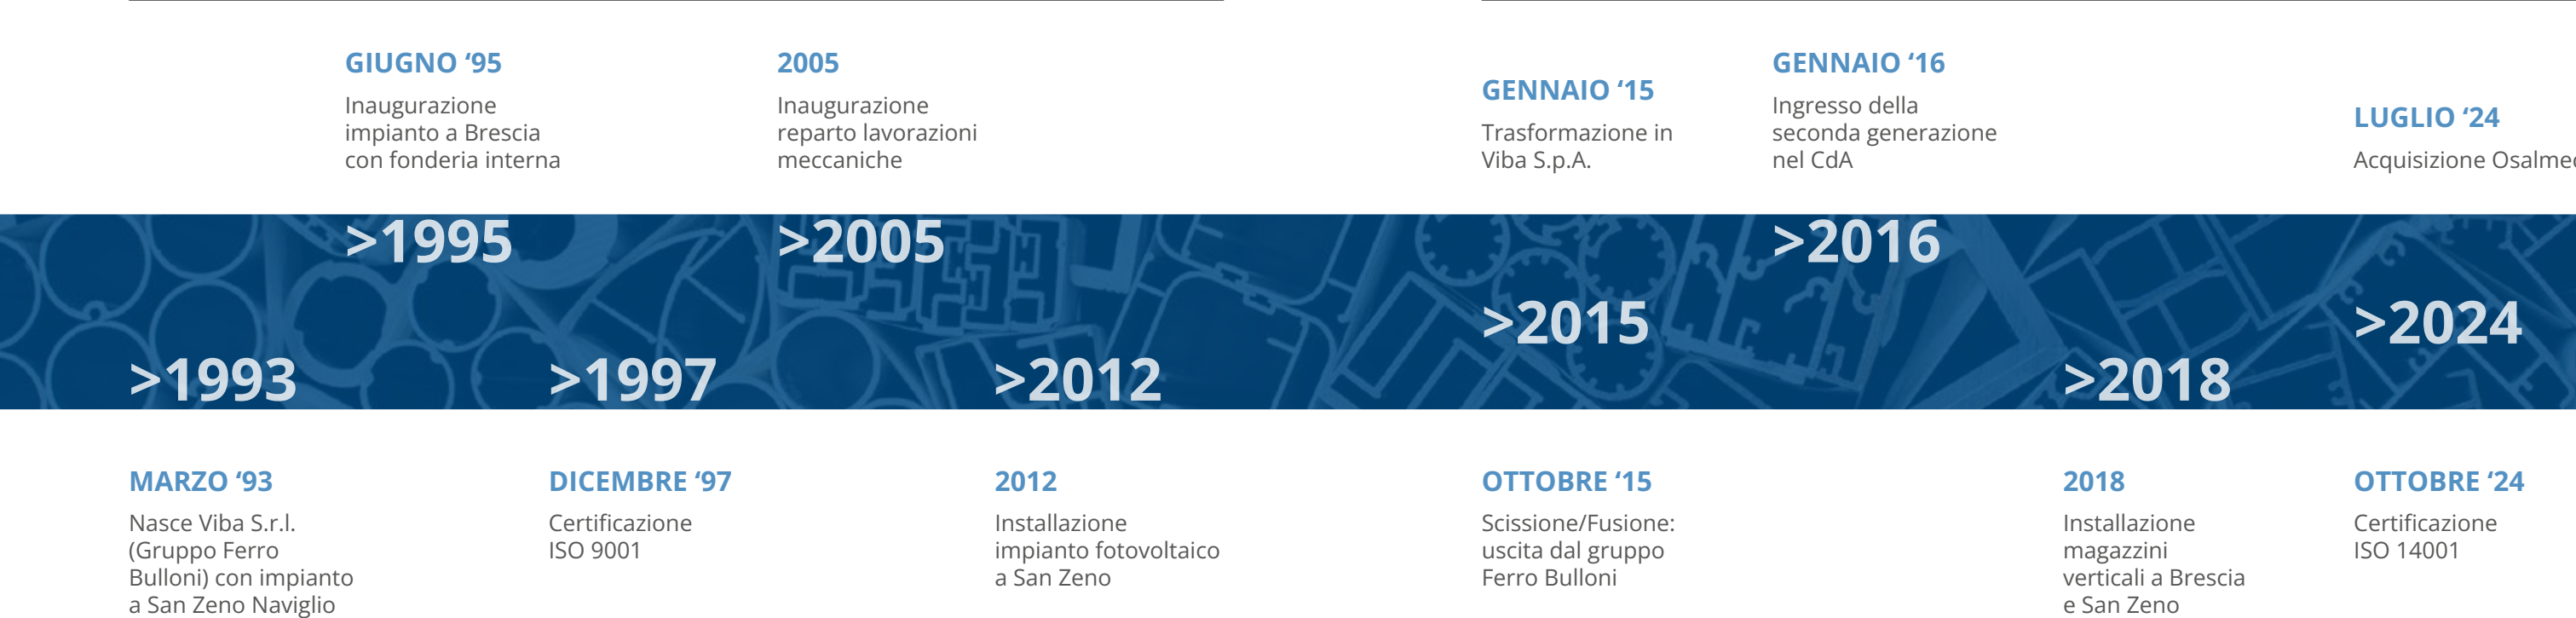 GIUGNO ‘95
Inaugurazione
impianto a Brescia
con fonderia interna
2005
Inaugurazione
reparto lavorazioni
meccaniche
GENNAIO ‘15
Trasformazione in
Viba S.p.A.
GENNAIO ‘16
Ingresso della
seconda generazione
nel CdA
LUGLIO ‘24
Acquisizione
>1995
>2005
>2016
>2015
>2024
>1993
>1997
>2012
>2018
MARZO ‘93
Nasce Viba S.r.l.
(Gruppo Ferro
Bulloni) con impianto
a San Zeno Naviglio
DICEMBRE ‘97
Certificazione
ISO 9001
2012
Installazione
impianto fotovoltaico
a San Zeno
OTTOBRE ‘15
Scissione/Fusione:
uscita dal gruppo
Ferro Bulloni
2018
Installazione
magazzini
verticali a Brescia
e San Zeno
OTTOBRE ‘24
Certificazione
ISO 14001